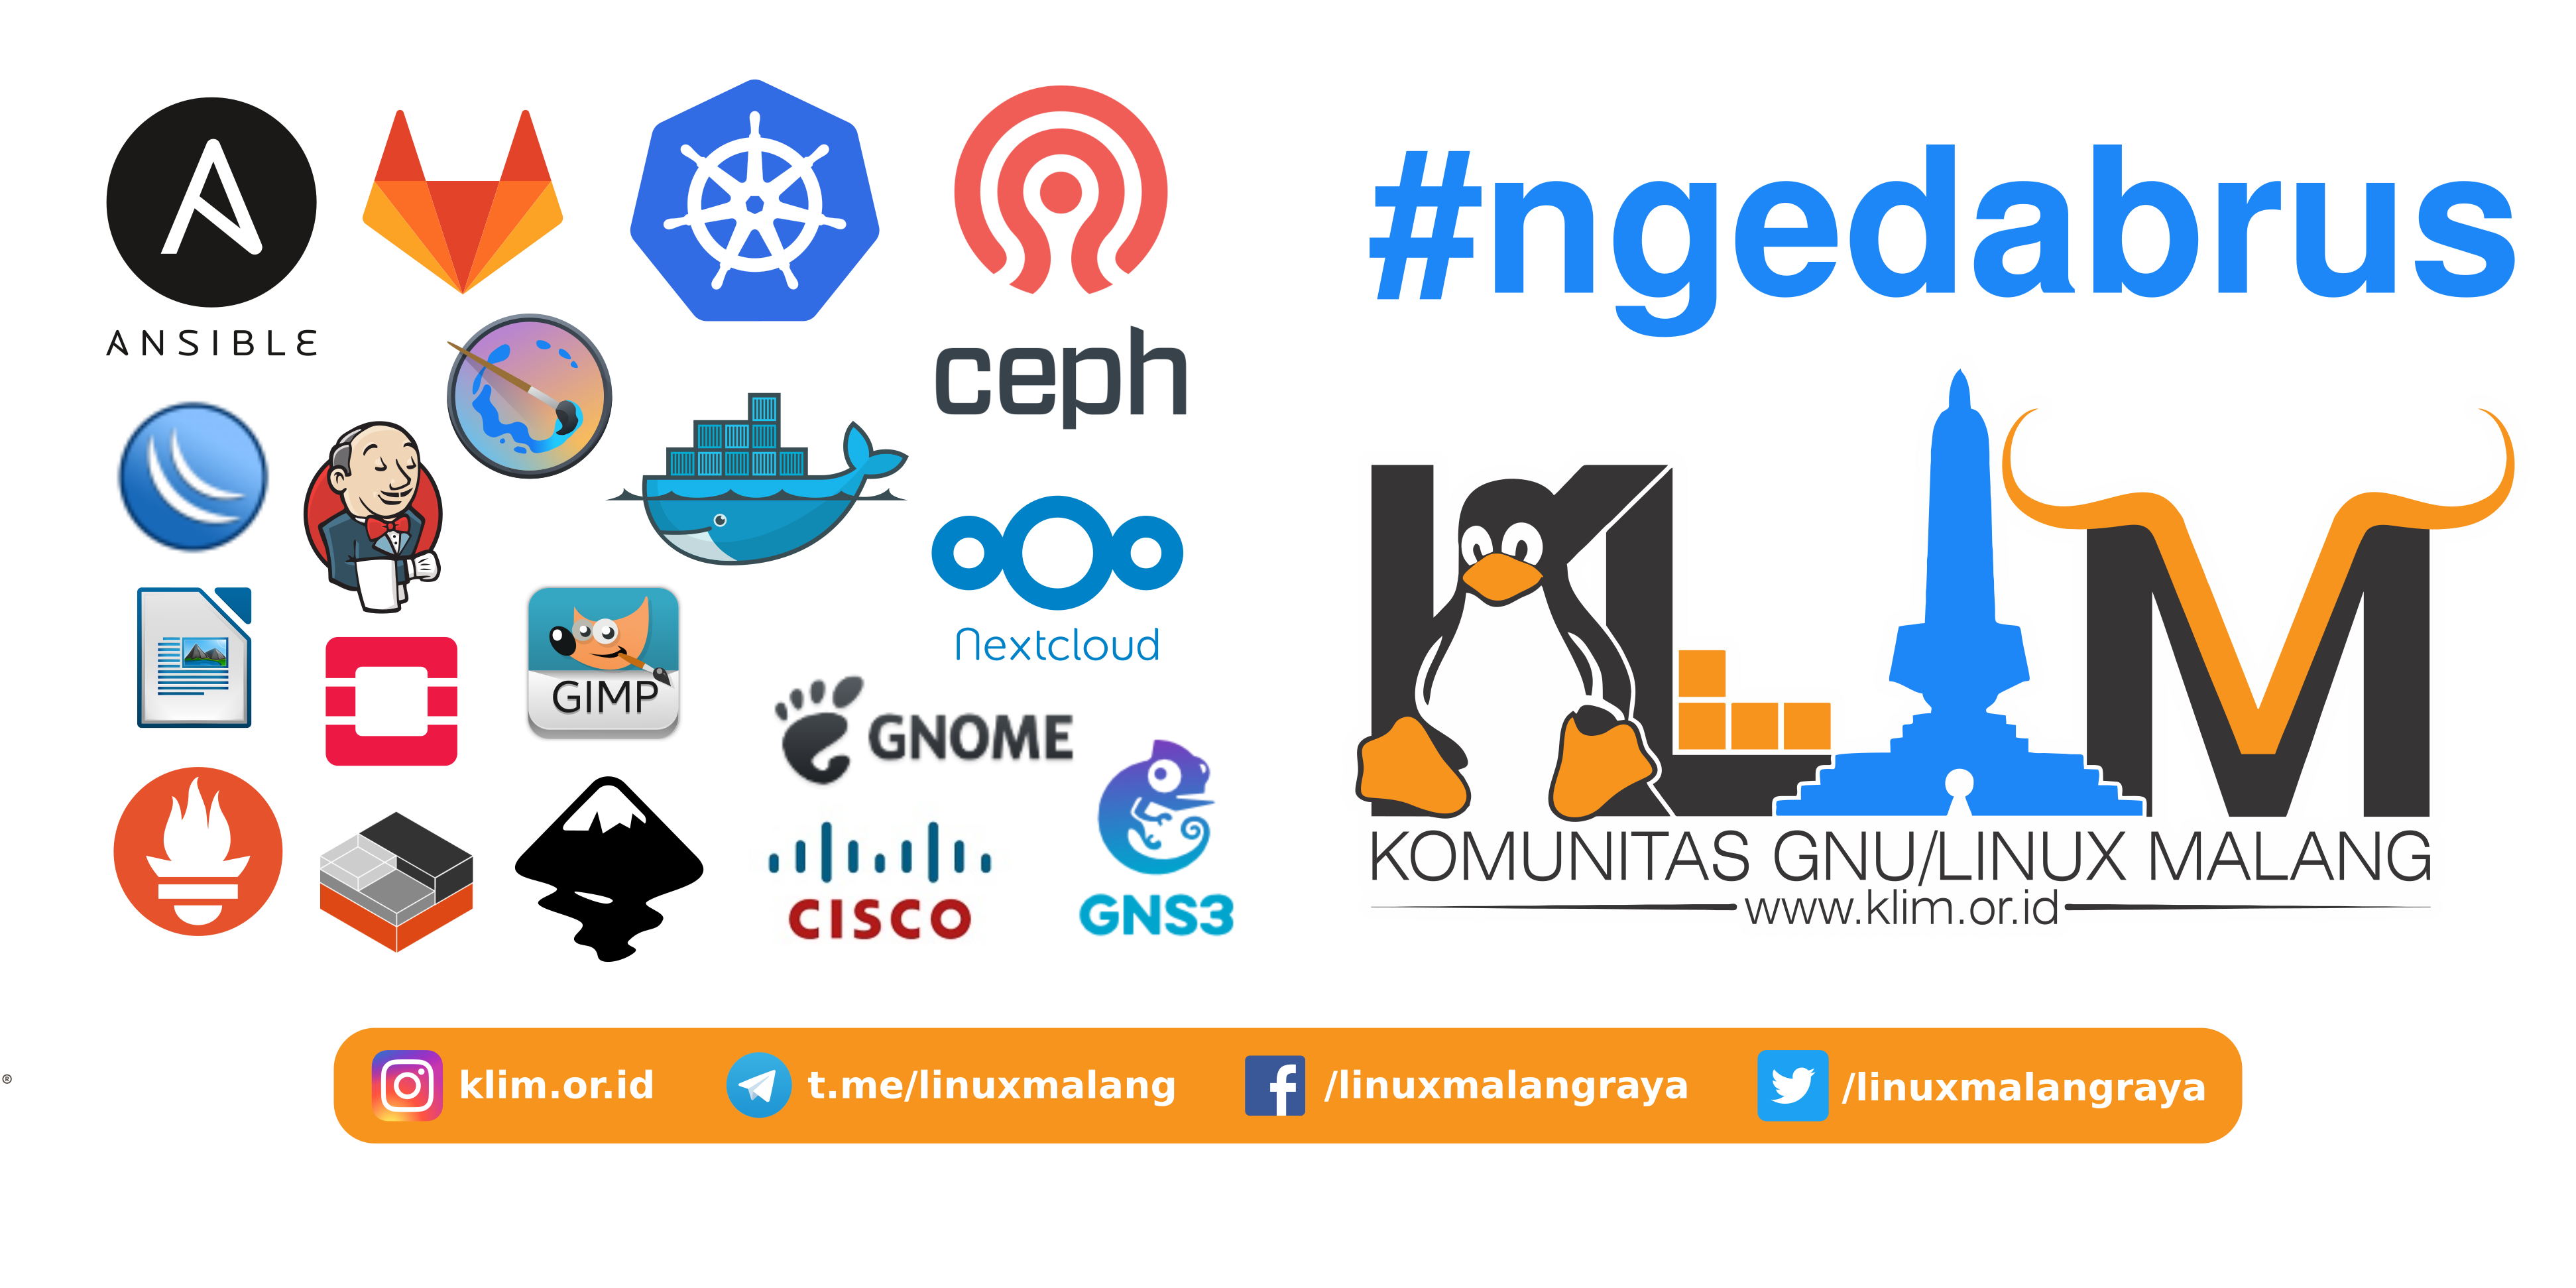 ANSIBLE
ceph
Nextcloud
GIMP
GNOME
CISCO
GNS3
#ngedabrus
KLIM
KOMUNITAS GNU/LINUX MALANG
www.klim.or.id
®
klim.or.id
t.me/linuxmalang
/linuxmalangraya
/linuxmalangraya